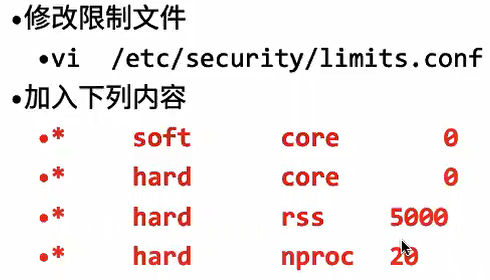 •修改限制文件
•vi /etc/security/limits.conf
•加入下列内容
•* soft core 0
•* hard core 0
•* hard rss 5000
•* hard nproc 20